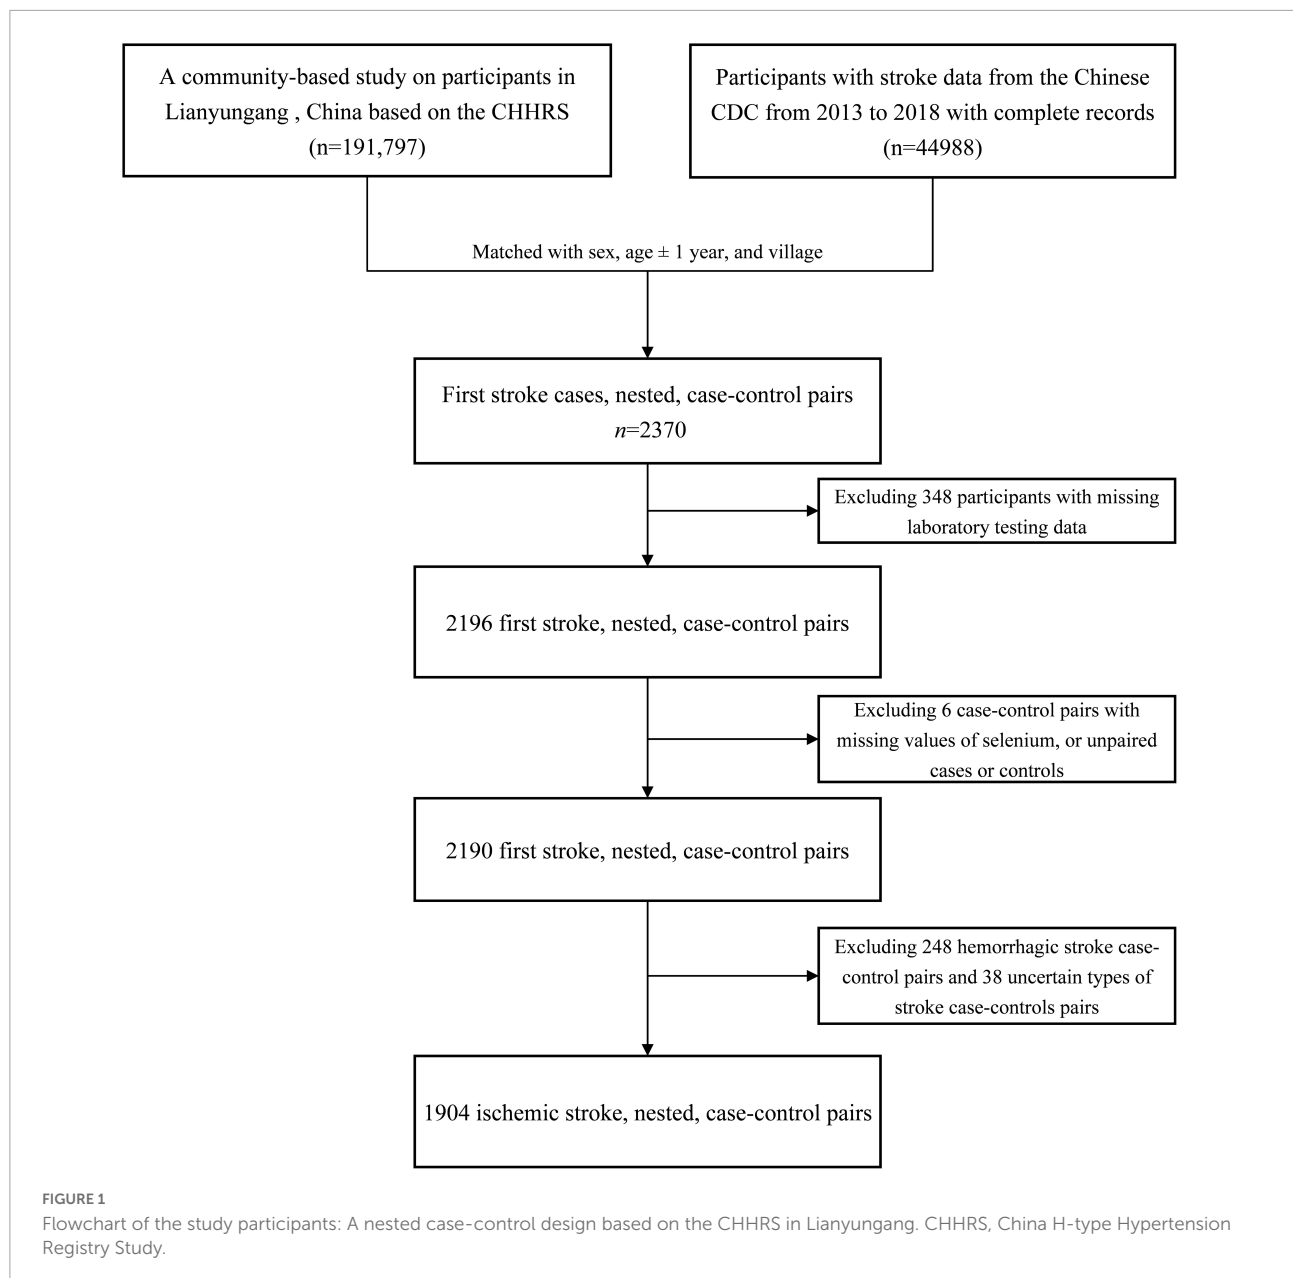 A community-based study on participants in
Lianyungang , China based on the CHHRS
(n=191,797)
Participants with stroke data from the Chinese
CDC from 2013 to 2018 with complete records
(n=44988)
Matched with sex, age ± 1 year, and village
First stroke cases, nested, case-control pairs
n=2370
Excluding 348 participants with missing
laboratory testing data
2196 first stroke, nested, case-control pairs
Excluding 6 case-control pairs with
missing values of selenium, or unpaired
cases or controls
2190 first stroke, nested, case-control pairs
Excluding 248 hemorrhagic stroke case-
control pairs and 38 uncertain types of
stroke case-controls pairs
1904 ischemic stroke, nested, case-control pairs
FIGURE 1
Flowchart of the study participants: A nested case-control design based on the CHHRS in Lianyungang. CHHRS, China H-type Hypertension
Registry Study.